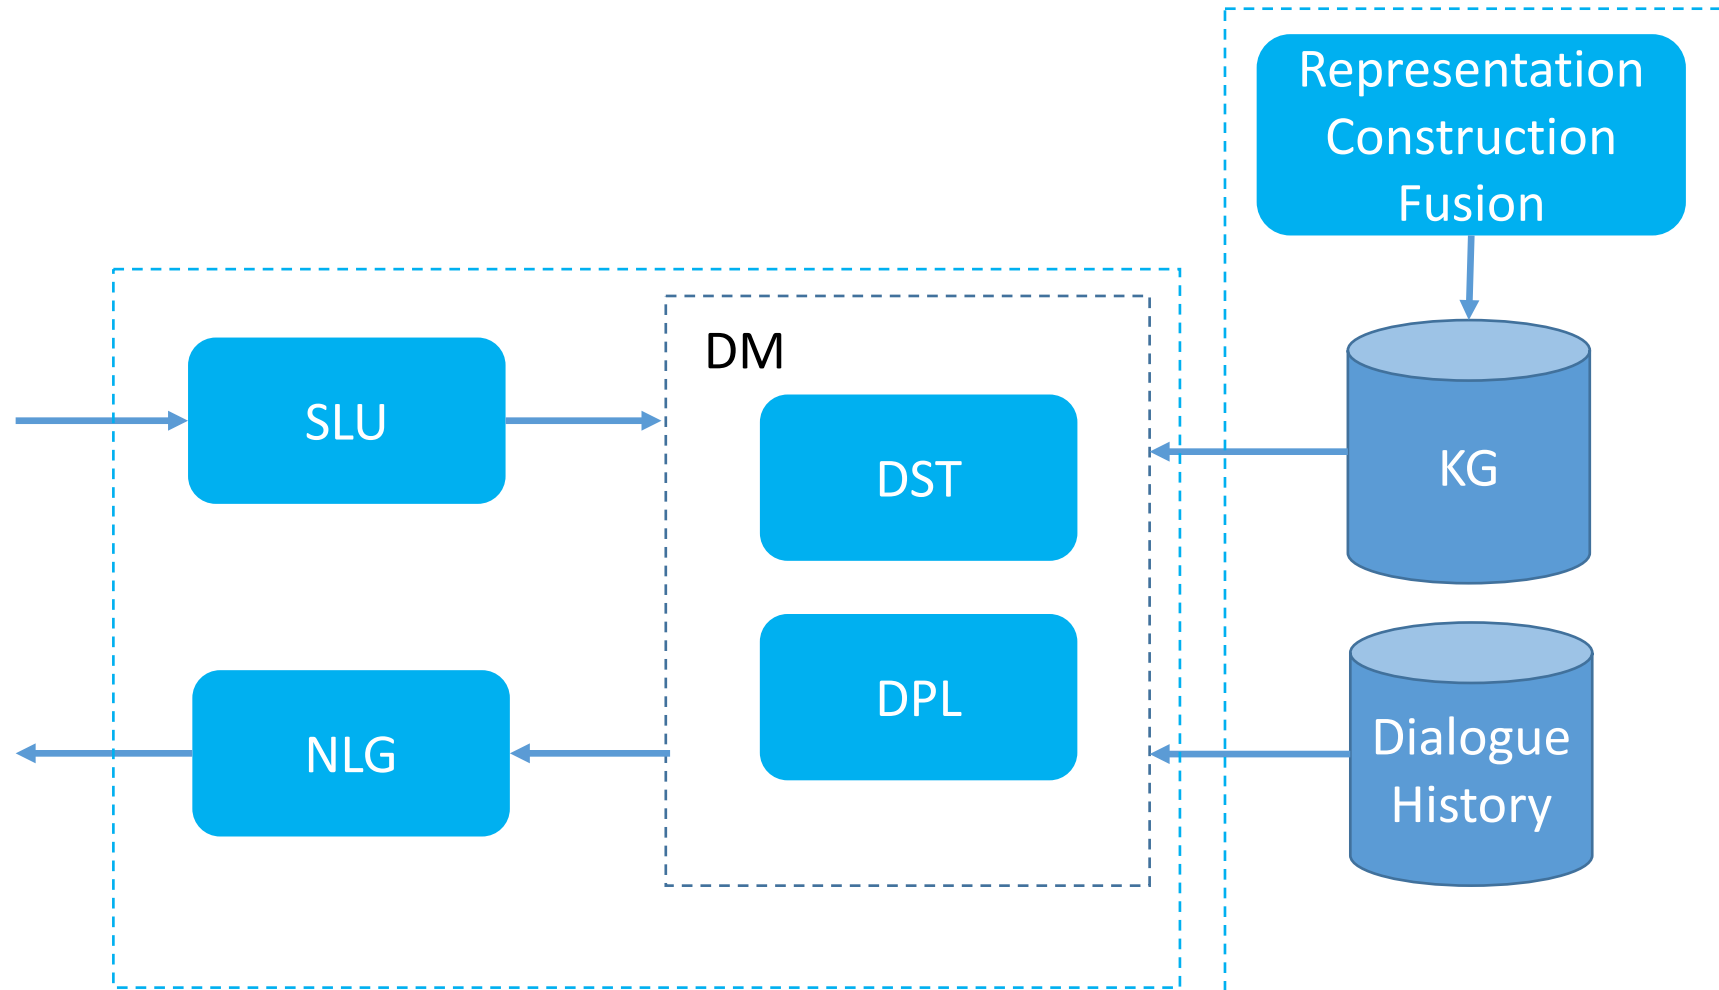 Representation
Construction
Fusion
DM
SLU
DST
KG
NLG
DPL
Dialogue
History